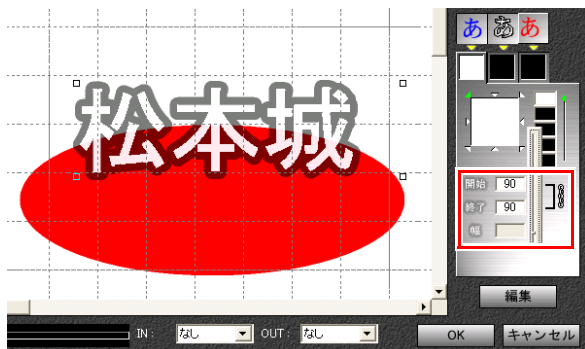 あ あ あ
松本城
開始 90
終了 90
幅
編集
IN: なし OUT: なし OK キャンセル